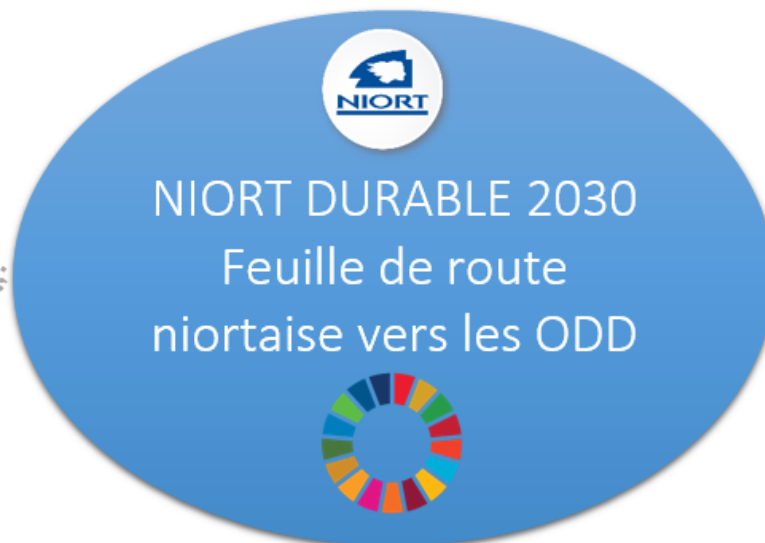 NIORT
NIORT DURABLE 2030
Feuille de route
niortaise vers les ODD